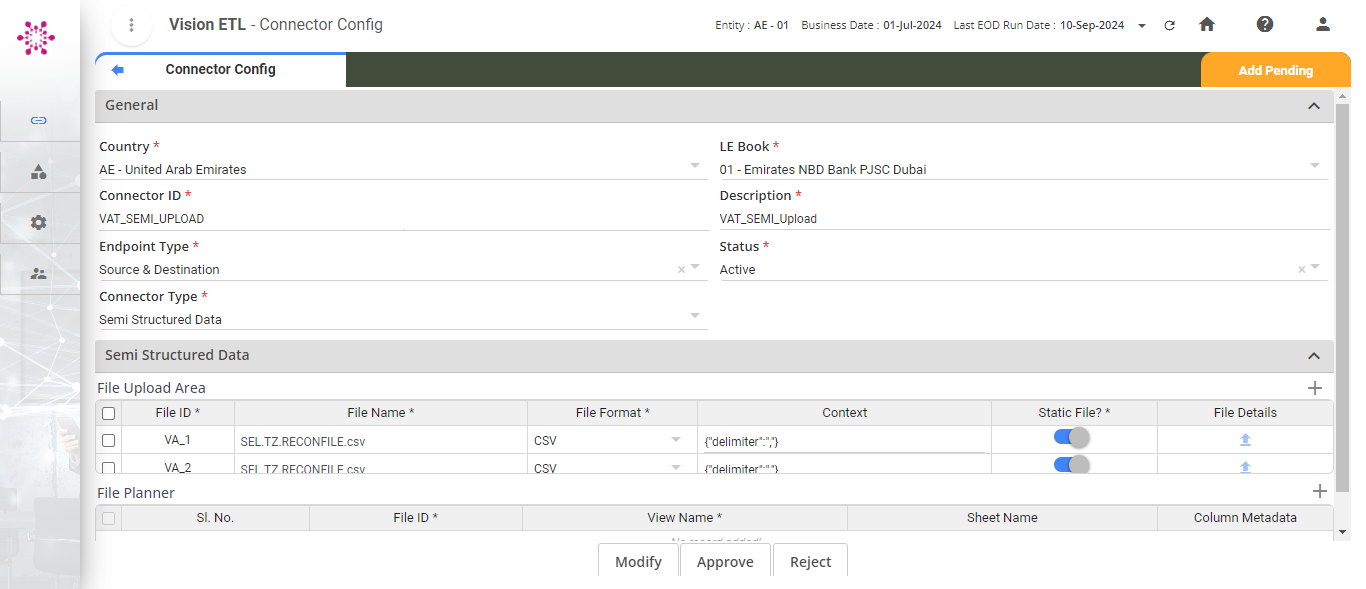 Vision ETL - Connector Config
Entity : AE - 01 Business Date : 01-Jul-2024 Last EOD Run Date : 10-Sep-2024
Connector Config
Add Pending
General
Country *
LE Book *
AE - United Arab Emirates
01 - Emirates NBD Bank PJSC Dubai
Connector ID *
Description *
VAT_SEMI_UPLOAD
VAT_SEMI_Upload
Endpoint Type *
Status *
Source & Destination
Active
Connector Type *
Semi Structured Data
Semi Structured Data
File Upload Area
File ID * File Name * File Format * Context Static File? * File Details
VA_1 SEL.TZ.RECONFILE.csv CSV {"delimiter":","}
VA_2 SEL.TZ.RECONFILE.csv CSV {"delimiter":","}
File Planner
Sl. No. File ID * View Name * Sheet Name Column Metadata
No record added!
Modify Approve Reject